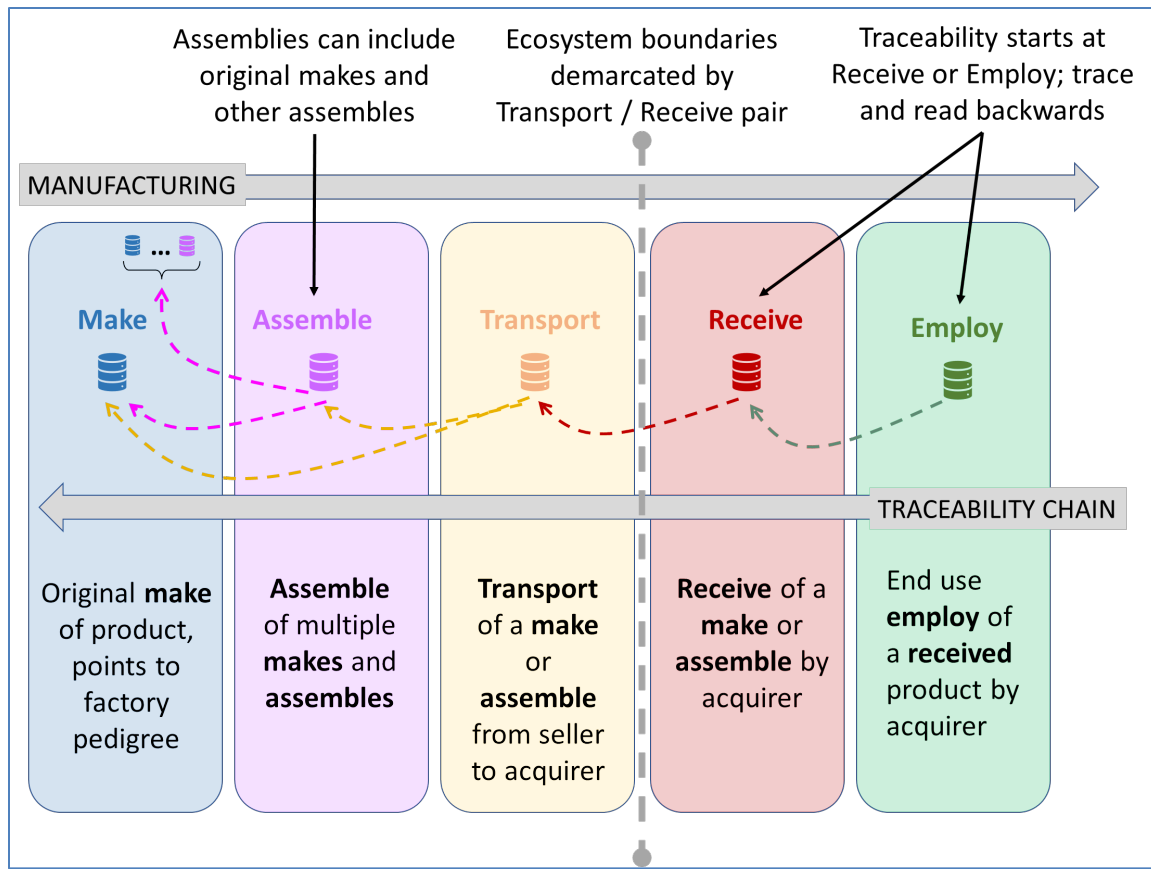 Assemblies can include
original makes and
other assembles
Ecosystem boundaries
demarcated by
Transport / Receive pair
Traceability starts at
Receive or Employ; trace
and read backwards
MANUFACTURING
...
Make
Assemble
Transport
Receive
Employ
TRACEABILITY CHAIN
Original make
of product,
points to
factory
pedigree
Assemble
of multiple
makes and
assembles
Transport
of a make
or
assemble
from seller
to acquirer
Receive of a
make or
assemble by
acquirer
End use
employ of
a received
product by
acquirer